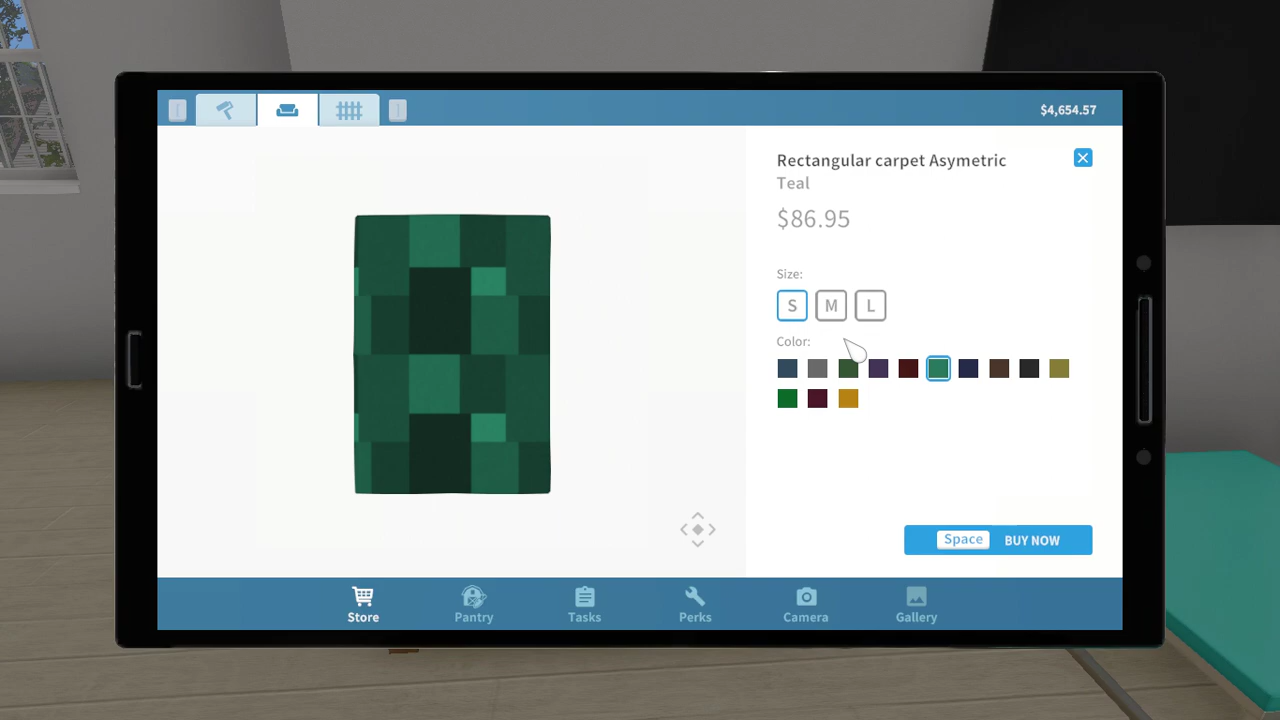 $4,654.57
Rectangular carpet Asymetric
Teal
$86.95
Size:
S M L
Color:
Space BUY NOW
Store Pantry Tasks Perks Camera Gallery